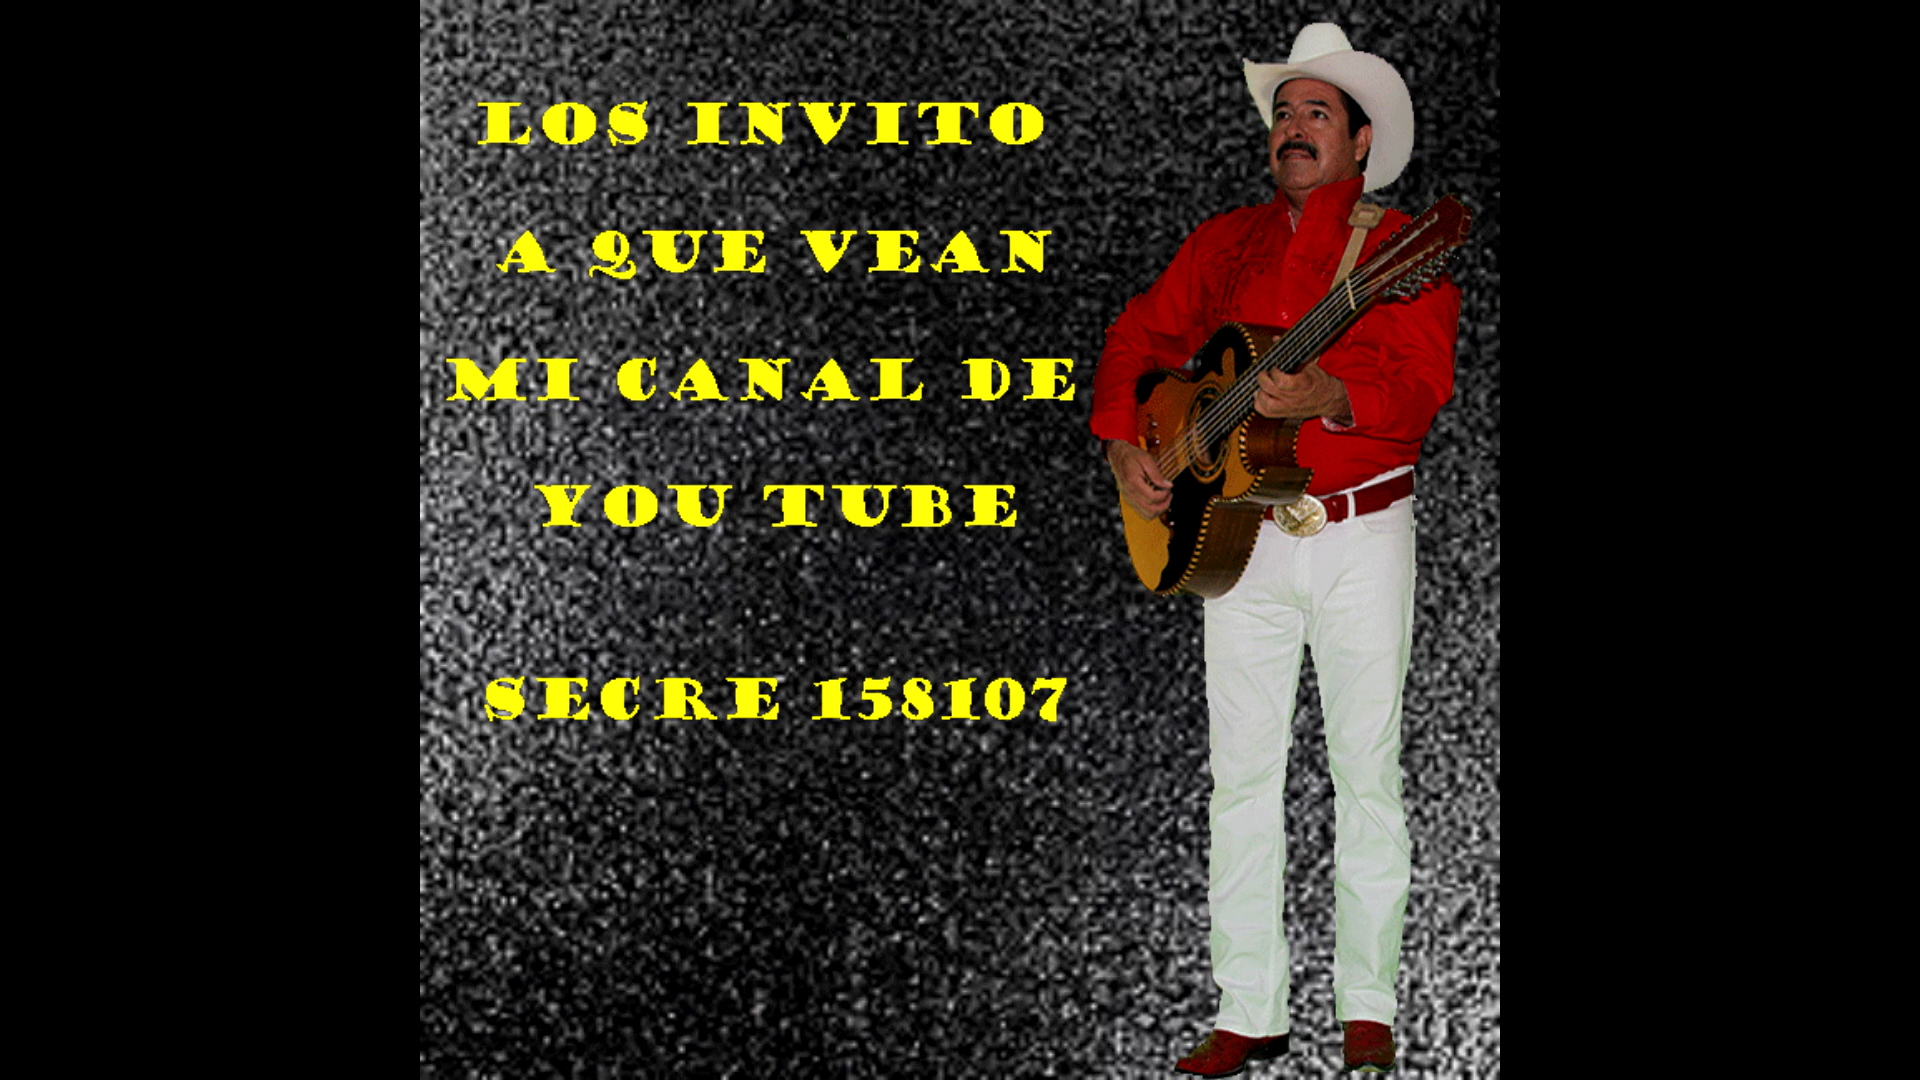 LOS INVITO
A QUE VEAN
MI CANAL DE
YOU TUBE
SECRE 158107